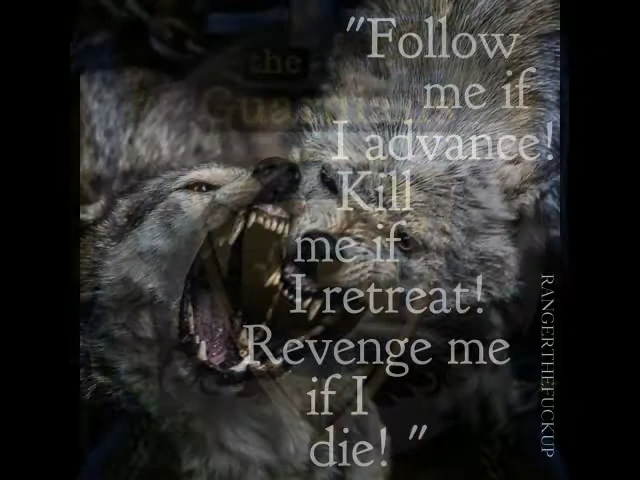 "Follow
me if
I advance!
Kill
me if
I retreat!
Revenge me
if I
die! "
RANGERTHEFUCKUP
the